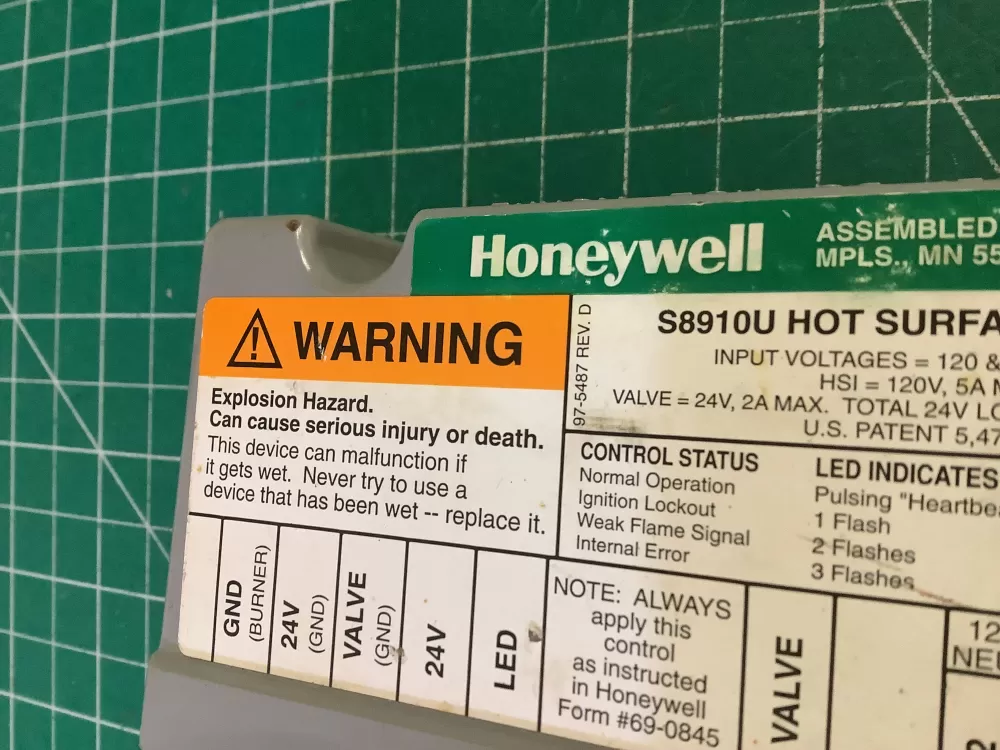 Honeywell
ASSEMBLED
MPLS., MN 55
WARNING
Explosion Hazard.
Can cause serious injury or death.
This device can malfunction if
it gets wet. Never try to use a
device that has been wet -- replace it.
97-5487 REV. D
S8910U HOT SURFA
INPUT VOLTAGES = 120 &
HSI = 120V, 5A M
VALVE = 24V, 2A MAX. TOTAL 24V LO
U.S. PATENT 5,47
CONTROL STATUS
Normal Operation
Ignition Lockout
Weak Flame Signal
Internal Error
LED INDICATES
Pulsing "Heartbe
1 Flash
2 Flashes
3 Flashes
GND
(BURNER)
24V
(GND)
VALVE
(GND)
24V
LED
NOTE: ALWAYS
apply this
control
as instructed
in Honeywell
Form #69-0845
VALVE
12
NE